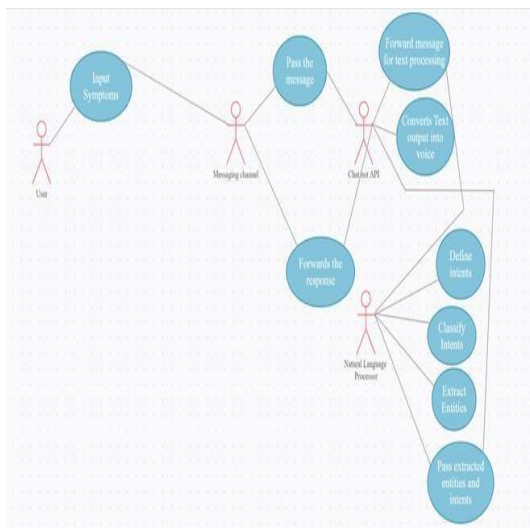 Input
Symptoms
User
Messaging channel
Pass the
message
Forward message
for text processing
Converts Text
output into
voice
Chat bot API
Forwards the
response
Natural Language
Processor
Define
intents
Classify
Intents
Extract
Entities
Pass extracted
entities and
intents